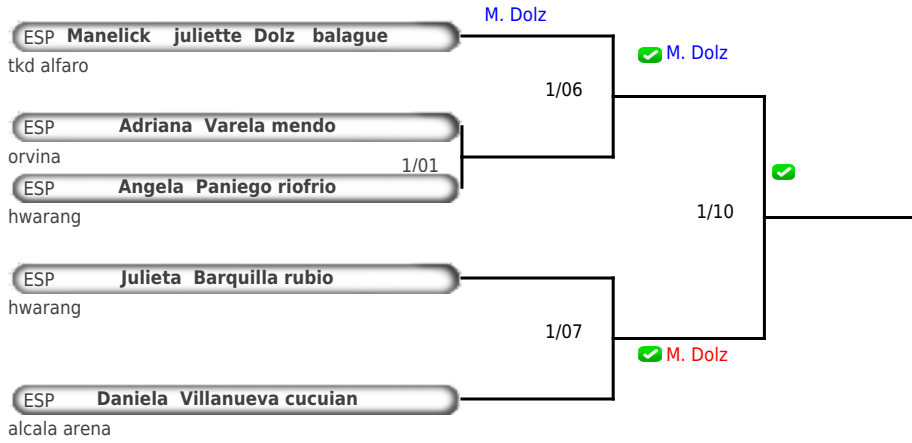 M. Dolz
ESP Manelick juliette Dolz balague
tkd alfaro
M. Dolz
1/06
ESP Adriana Varela mendo
orvina
1/01
ESP Angela Paniego riofrio
hwarang
1/10
ESP Julieta Barquilla rubio
hwarang
1/07
M. Dolz
ESP Daniela Villanueva cucuian
alcala arena